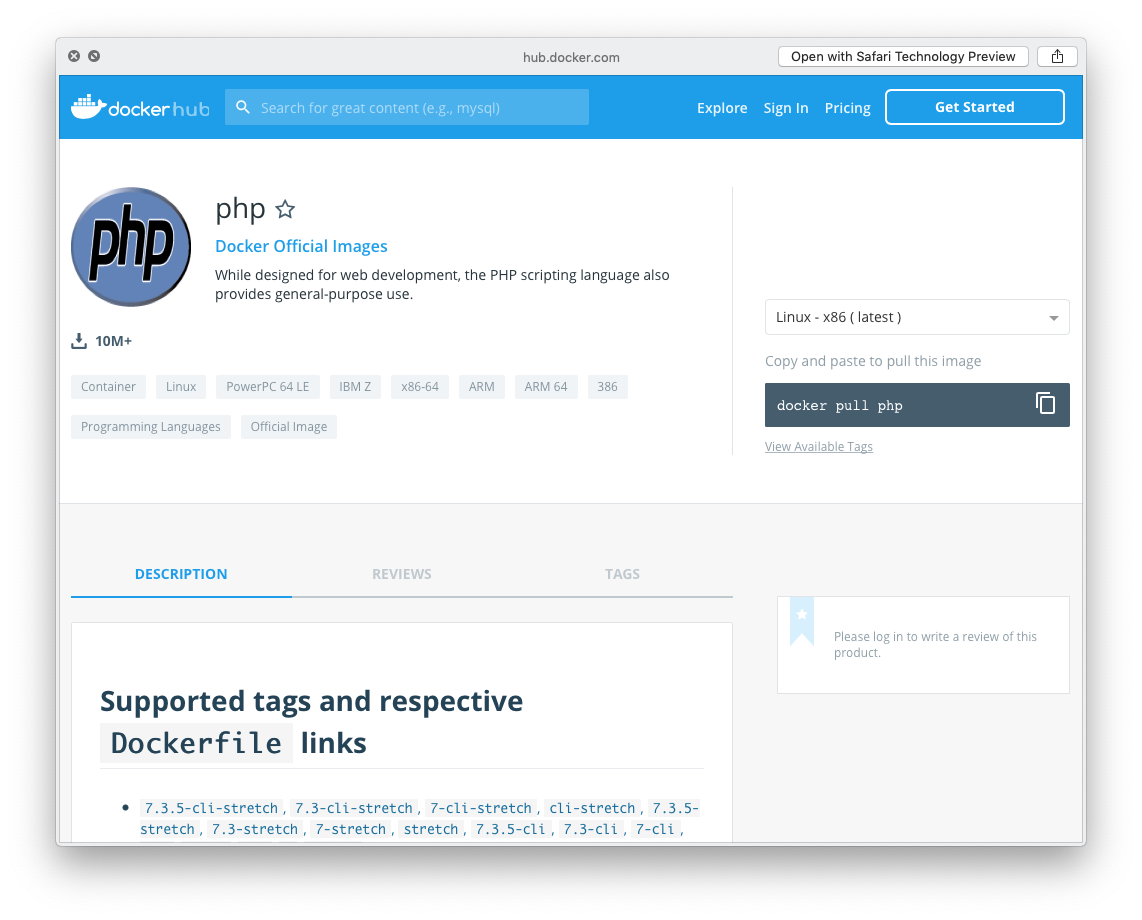 hub.docker.com
Open with Safari Technology Preview
docker hub
Search for great content (e.g., mysql)
Explore
Sign In
Pricing
Get Started
php
php
Docker Official Images
While designed for web development, the PHP scripting language also
provides general-purpose use.
10M+
Container
Linux
PowerPC 64 LE
IBM Z
x86-64
ARM
ARM 64
386
Programming Languages
Official Image
Linux - x86 ( latest )
Copy and paste to pull this image
docker pull php
View Available Tags
DESCRIPTION
REVIEWS
TAGS
Please log in to write a review of this
product.
Supported tags and respective
Dockerfile links
7.3.5-cli-stretch, 7.3-cli-stretch, 7-cli-stretch, cli-stretch, 7.3.5-
stretch, 7.3-stretch, 7-stretch, stretch, 7.3.5-cli, 7.3-cli, 7-cli,